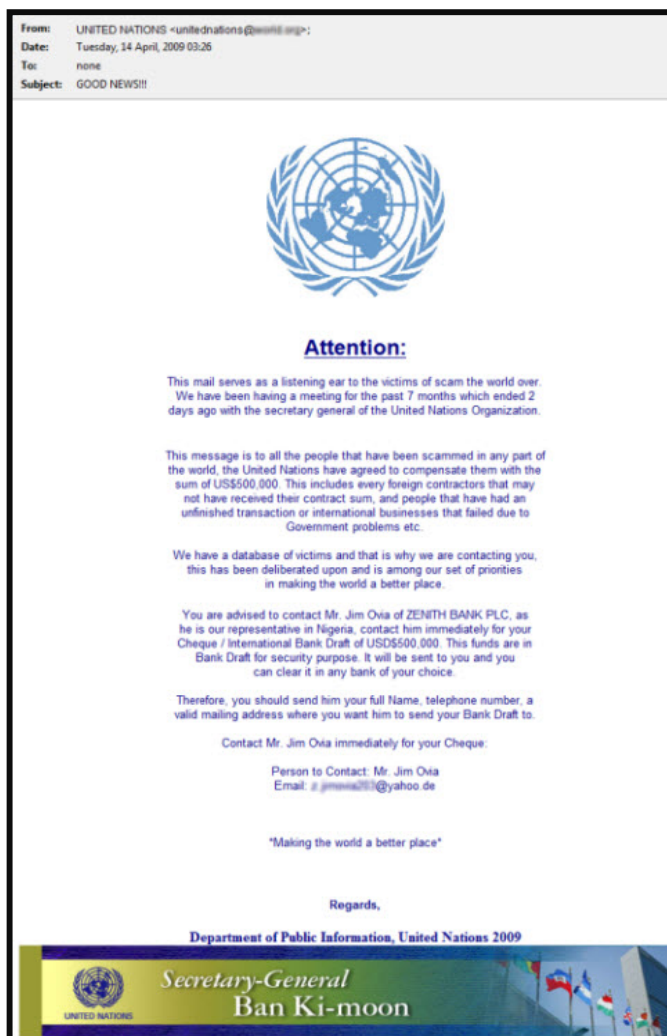 From: UNITED NATIONS <unitednations@
Date: Tuesday, 14 April, 2009 03:26
To: none
Subject: GOOD NEWS!!!
Attention:
This mail serves as a listening ear to the victims of scam the world over.
We have been having a meeting for the past 7 months which ended 2
days ago with the secretary general of the United Nations Organization.
This message is to all the people that have been scammed in any part of
the world, the United Nations have agreed to compensate them with the
sum of US$500,000. This includes every foreign contractors that may
not have received their contract sum, and people that have had an
unfinished transaction or international businesses that failed due to
Government problems etc.
We have a database of victims and that is why we are contacting you,
this has been deliberated upon and is among our set of priorities
in making the world a better place.
You are advised to contact Mr. Jim Ovia of ZENITH BANK PLC, as
he is our representative in Nigeria, contact him immediately for your
Cheque / International Bank Draft of USD$500,000. This funds are in
Bank Draft for security purpose. It will be sent to you and you
can clear it in any bank of your choice.
Therefore, you should send him your full Name, telephone number, a
valid mailing address where you want him to send your Bank Draft to.
Contact Mr. Jim Ovia immediately for your Cheque:
Person to Contact: Mr. Jim Ovia
Email: @yahoo.de
*Making the world a better place*
Regards,
Department of Public Information, United Nations 2009
Secretary-General
Ban Ki-moon
UNITED NATIONS